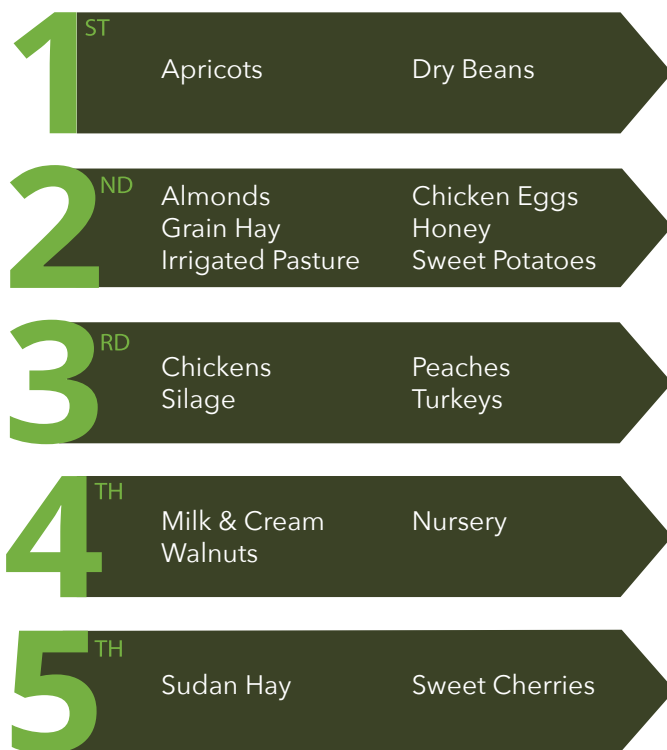 1ST
Apricots
Dry Beans
2ND
Almonds
Grain Hay
Irrigated Pasture
Chicken Eggs
Honey
Sweet Potatoes
3RD
Chickens
Silage
Peaches
Turkeys
4TH
Milk & Cream
Walnuts
Nursery
5TH
Sudan Hay
Sweet Cherries